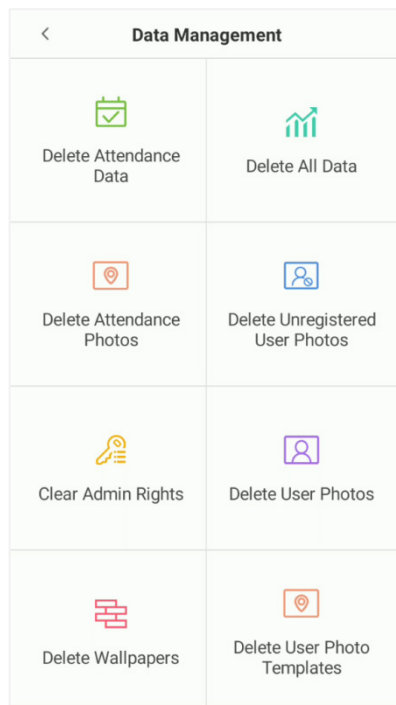 Data Management
Delete Attendance
Data
Delete All Data
Delete Attendance
Photos
Delete Unregistered
User Photos
Clear Admin Rights
Delete User Photos
Delete Wallpapers
Delete User Photo
Templates